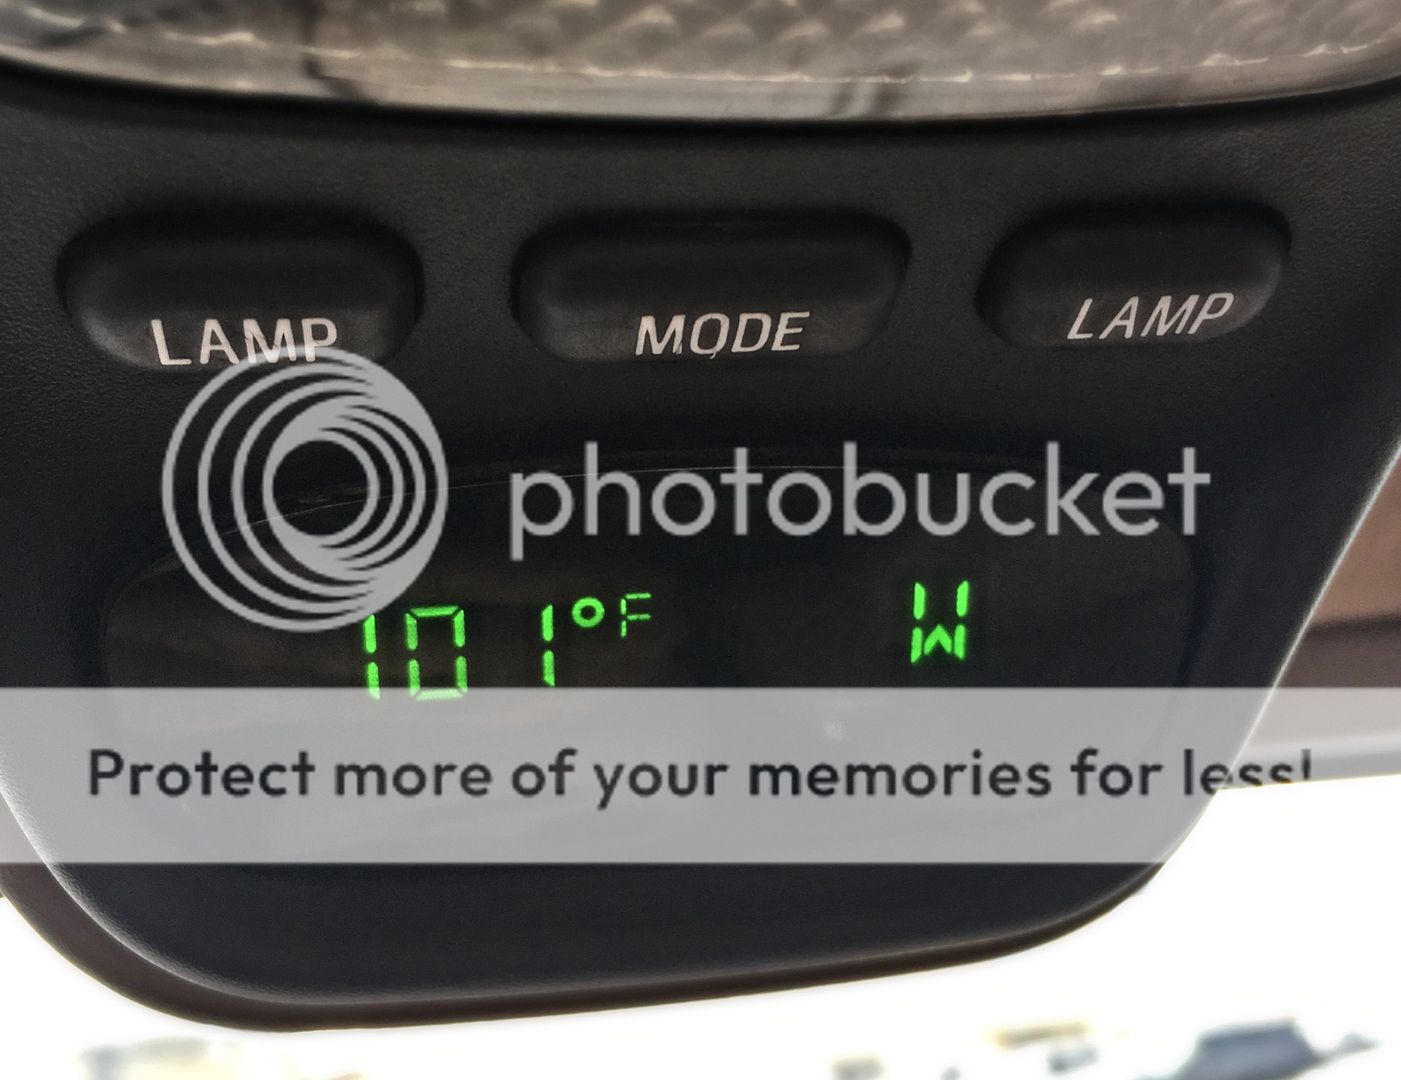 LAMP MODE LAMP
photobucket
101°F W
Protect more of your memories for less!